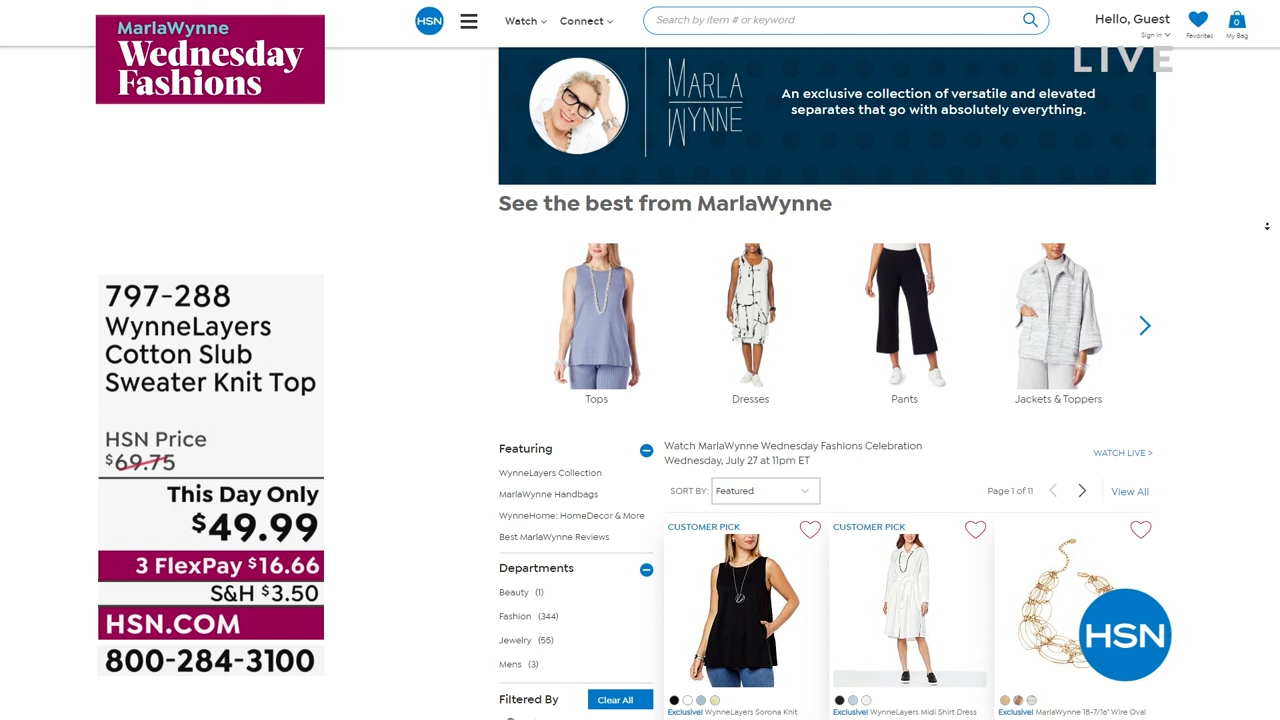 MarlaWynne
Wednesday
Fashions
HSN
Watch
Connect
Search by item # or keyword
Hello, Guest
Sign In
Favorites
0
My Bag
LIVE
MARLA
WYNNE
An exclusive collection of versatile and elevated
separates that go with absolutely everything.
See the best from MarlaWynne
Tops
Dresses
Pants
Jackets & Toppers
797-288
WynneLayers
Cotton Slub
Sweater Knit Top
HSN Price
$69.75
This Day Only
$49.99
3 FlexPay $16.66
S&H $3.50
HSN.COM
800-284-3100
Featuring
WynneLayers Collection
MarlaWynne Handbags
WynneHome: HomeDecor & More
Best MarlaWynne Reviews
Departments
Beauty (1)
Fashion (344)
Jewelry (55)
Mens (3)
Filtered By
Clear All
Watch MarlaWynne Wednesday Fashions Celebration
Wednesday, July 27 at 11pm ET
WATCH LIVE >
SORT BY: Featured
Page 1 of 11
View All
CUSTOMER PICK
CUSTOMER PICK
Exclusive! WynneLayers Sorona Knit
Exclusive! WynneLayers Midi Shirt Dress
Exclusive! MarlaWynne 18-7/16" Wire Oval
HSN